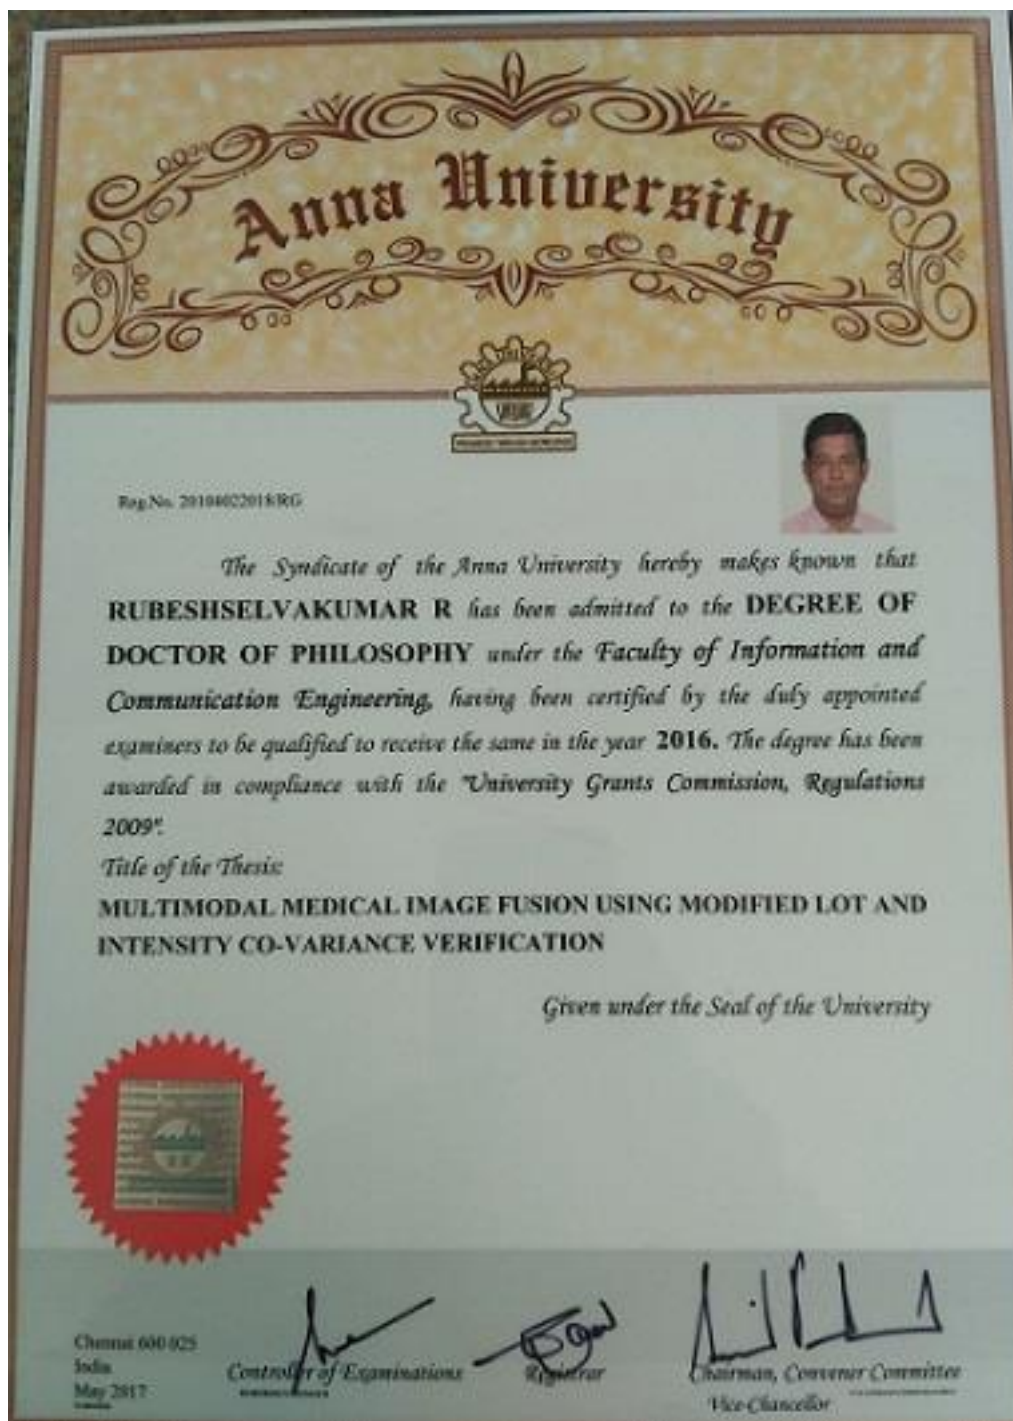 Anna University
Reg.No.
The Syndicate of the Anna University hereby makes known that
RUBESHSELVAKUMAR R has been admitted to the DEGREE OF
DOCTOR OF PHILOSOPHY under the Faculty of Information and
Communication Engineering, having been certified by the duly appointed
examiners to be qualified to receive the same in the year 2016. The degree has been
awarded in compliance with the "University Grants Commission, Regulations
2009".
Title of the Thesis:
MULTIMODAL MEDICAL IMAGE FUSION USING MODIFIED LOT AND
INTENSITY CO-VARIANCE VERIFICATION
Given under the Seal of the University
Chennai 600 025
India
May 2017
Controller of Examinations
Registrar
Chairman, Convener Committee
Vice-Chancellor